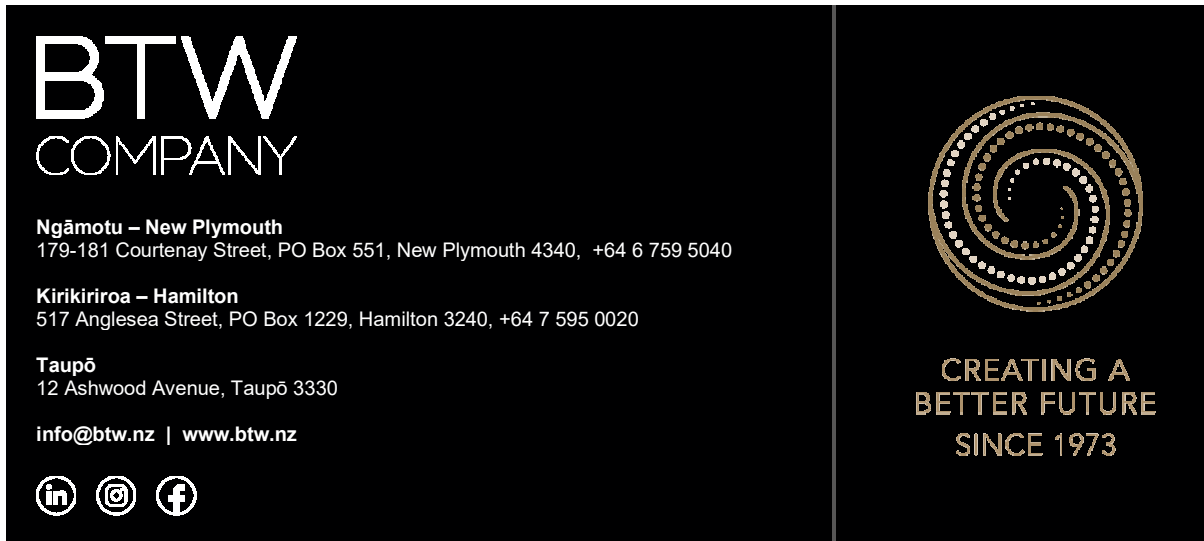 BTW
COMPANY
Ngāmotu – New Plymouth
179-181 Courtenay Street, PO Box 551, New Plymouth 4340,  +64 6 759 5040
Kirikiriroa – Hamilton
517 Anglesea Street, PO Box 1229, Hamilton 3240, +64 7 595 0020
Taupō
12 Ashwood Avenue, Taupō 3330
info@btw.nz | www.btw.nz
in
CREATING A
BETTER FUTURE
SINCE 1973